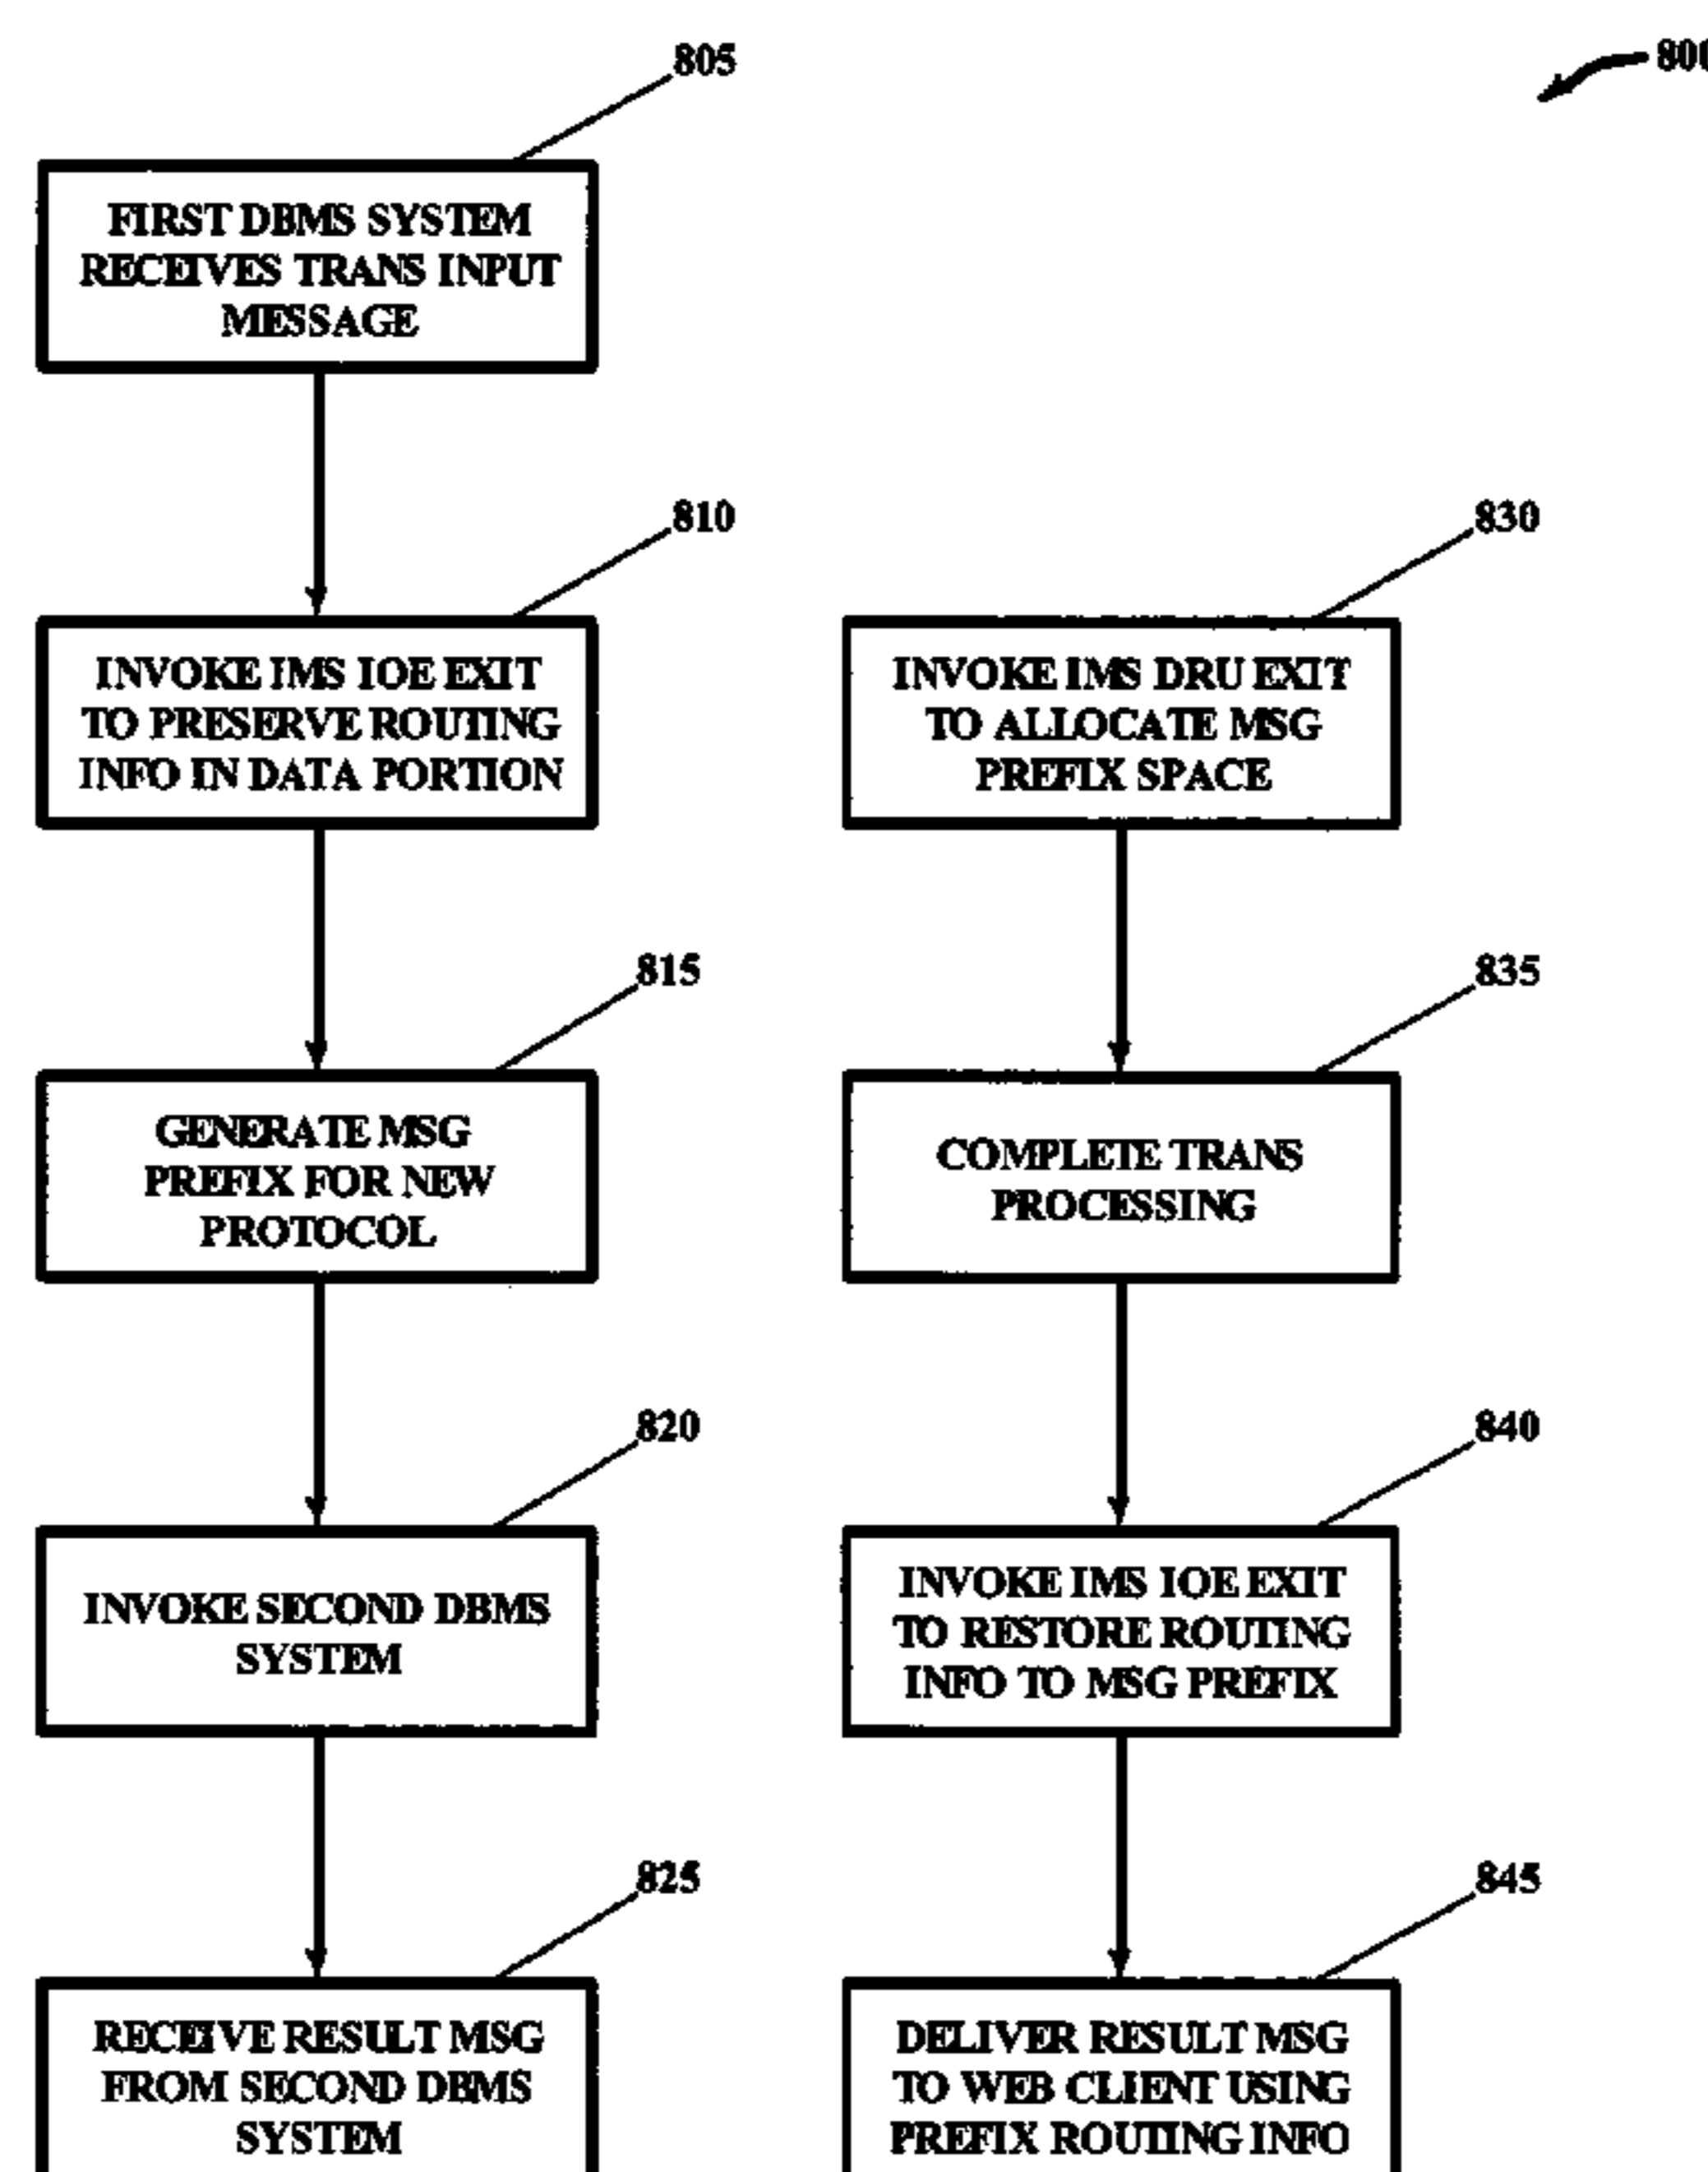 805
800
FIRST DBMS SYSTEM
RECEIVES TRANS INPUT
MESSAGE
810
INVOKE IMS IOE EXIT
TO PRESERVE ROUTING
INFO IN DATA PORTION
815
GENERATE MSG
PREFIX FOR NEW
PROTOCOL
820
INVOKE SECOND DBMS
SYSTEM
825
RECEIVE RESULT MSG
FROM SECOND DBMS
SYSTEM
830
INVOKE IMS DRU EXIT
TO ALLOCATE MSG
PREFIX SPACE
835
COMPLETE TRANS
PROCESSING
840
INVOKE IMS IOE EXIT
TO RESTORE ROUTING
INFO TO MSG PREFIX
845
DELIVER RESULT MSG
TO WEB CLIENT USING
PREFIX ROUTING INFO